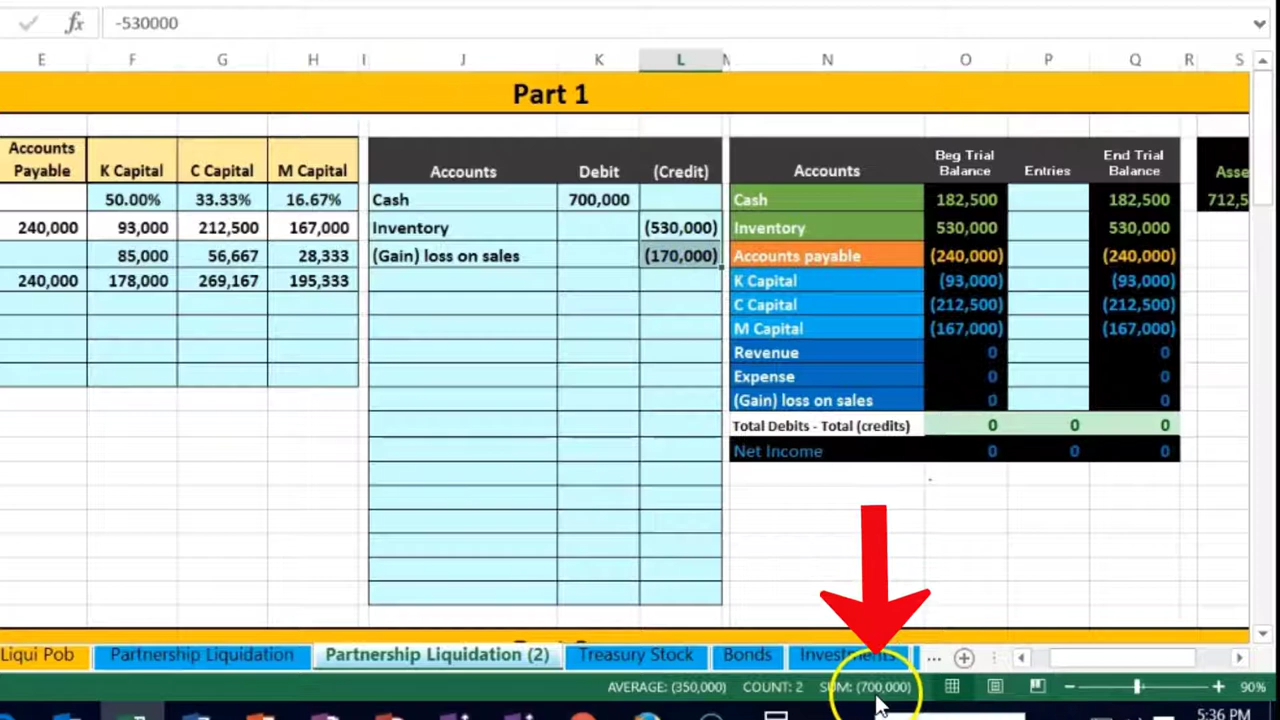 fx -530000
E F G H I J K L M N O P Q R S
Part 1
Accounts Payable K Capital C Capital M Capital Accounts Debit (Credit) Accounts Beg Trial Balance Entries End Trial Balance
50.00% 33.33% 16.67% Cash 700,000 Cash 182,500 182,500
240,000 93,000 212,500 167,000 Inventory (530,000) Inventory 530,000 530,000
85,000 56,667 28,333 (Gain) loss on sales (170,000) Accounts payable (240,000) (240,000)
240,000 178,000 269,167 195,333 K Capital (93,000) (93,000)
C Capital (212,500) (212,500)
M Capital (167,000) (167,000)
Revenue 0 0
Expense 0 0
(Gain) loss on sales 0 0
Total Debits - Total (credits) 0 0 0
Net Income 0 0 0
Liqui Pob Partnership Liquidation Partnership Liquidation (2) Treasury Stock Bonds Investments ...
AVERAGE: (350,000) COUNT: 2 SUM: (700,000) 90%
5:36 PM